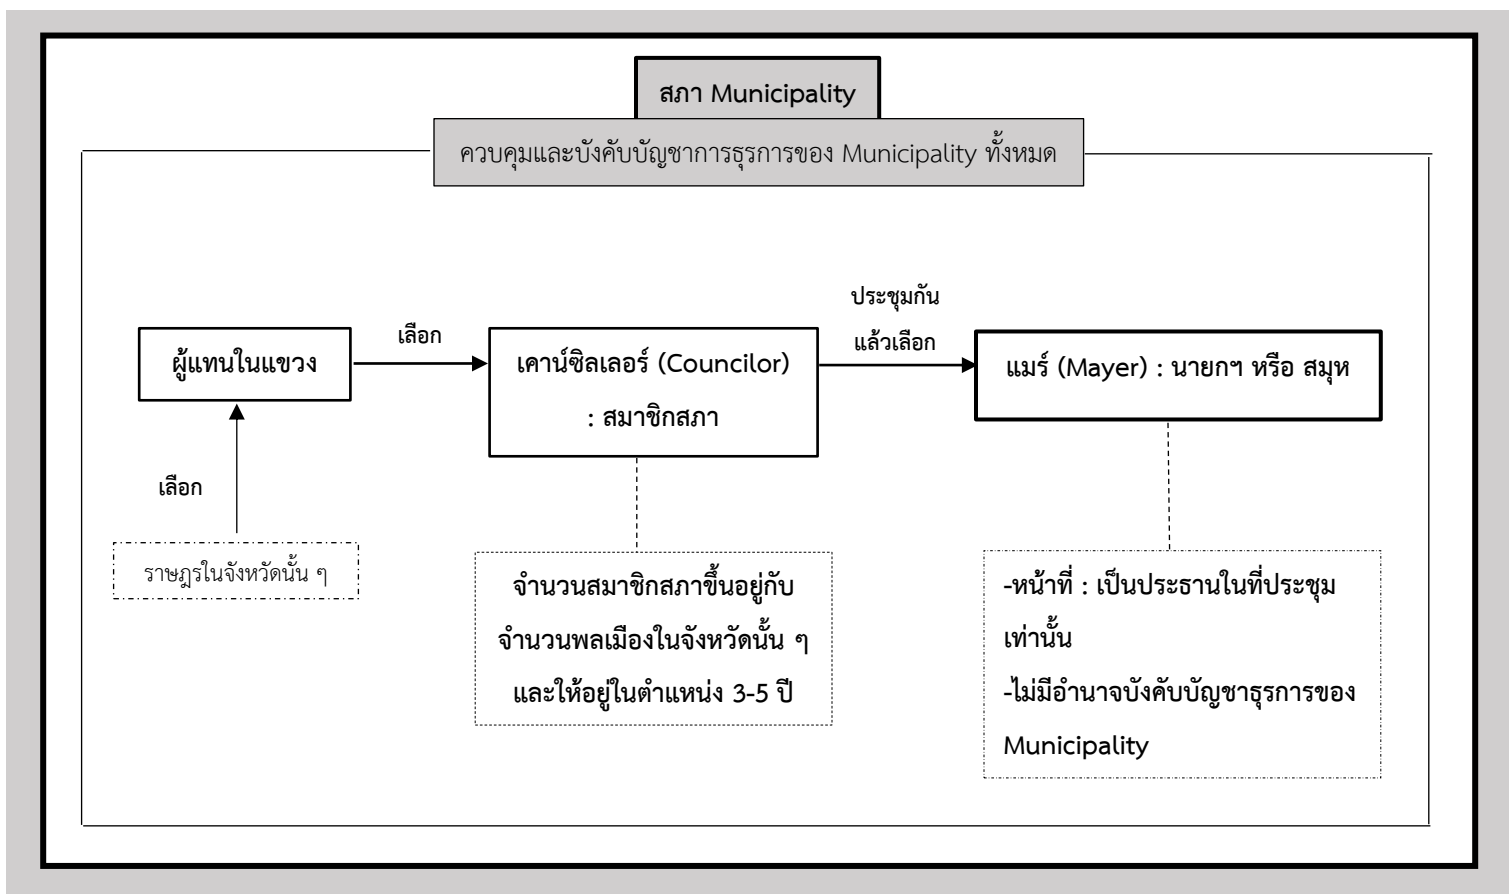 สภา Municipality
ควบคุมและบังคับบัญชาการธุรการของ Municipality ทั้งหมด
ประชุมกัน
แล้วเลือก
เลือก
ผู้แทนในแขวง
เคาน์ซิลเลอร์ (Councilor)
: สมาชิกสภา
แมร์ (Mayer) : นายกฯ หรือ สมุห
เลือก
ราษฎรในจังหวัดนั้น ๆ
จำนวนสมาชิกสภาขึ้นอยู่กับ
จำนวนพลเมืองในจังหวัดนั้น ๆ
และให้อยู่ในตำแหน่ง 3-5 ปี
-หน้าที่ : เป็นประธานในที่ประชุม
เท่านั้น
-ไม่มีอำนาจบังคับบัญชาธุรการของ
Municipality